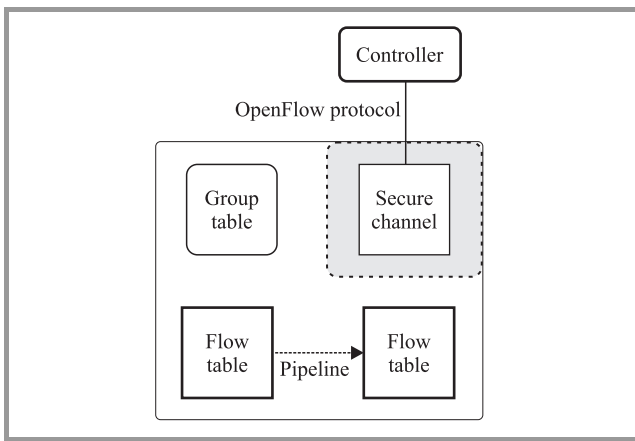 Controller
OpenFlow protocol
Group
table
Secure
channel
Flow
table
Pipeline
Flow
table